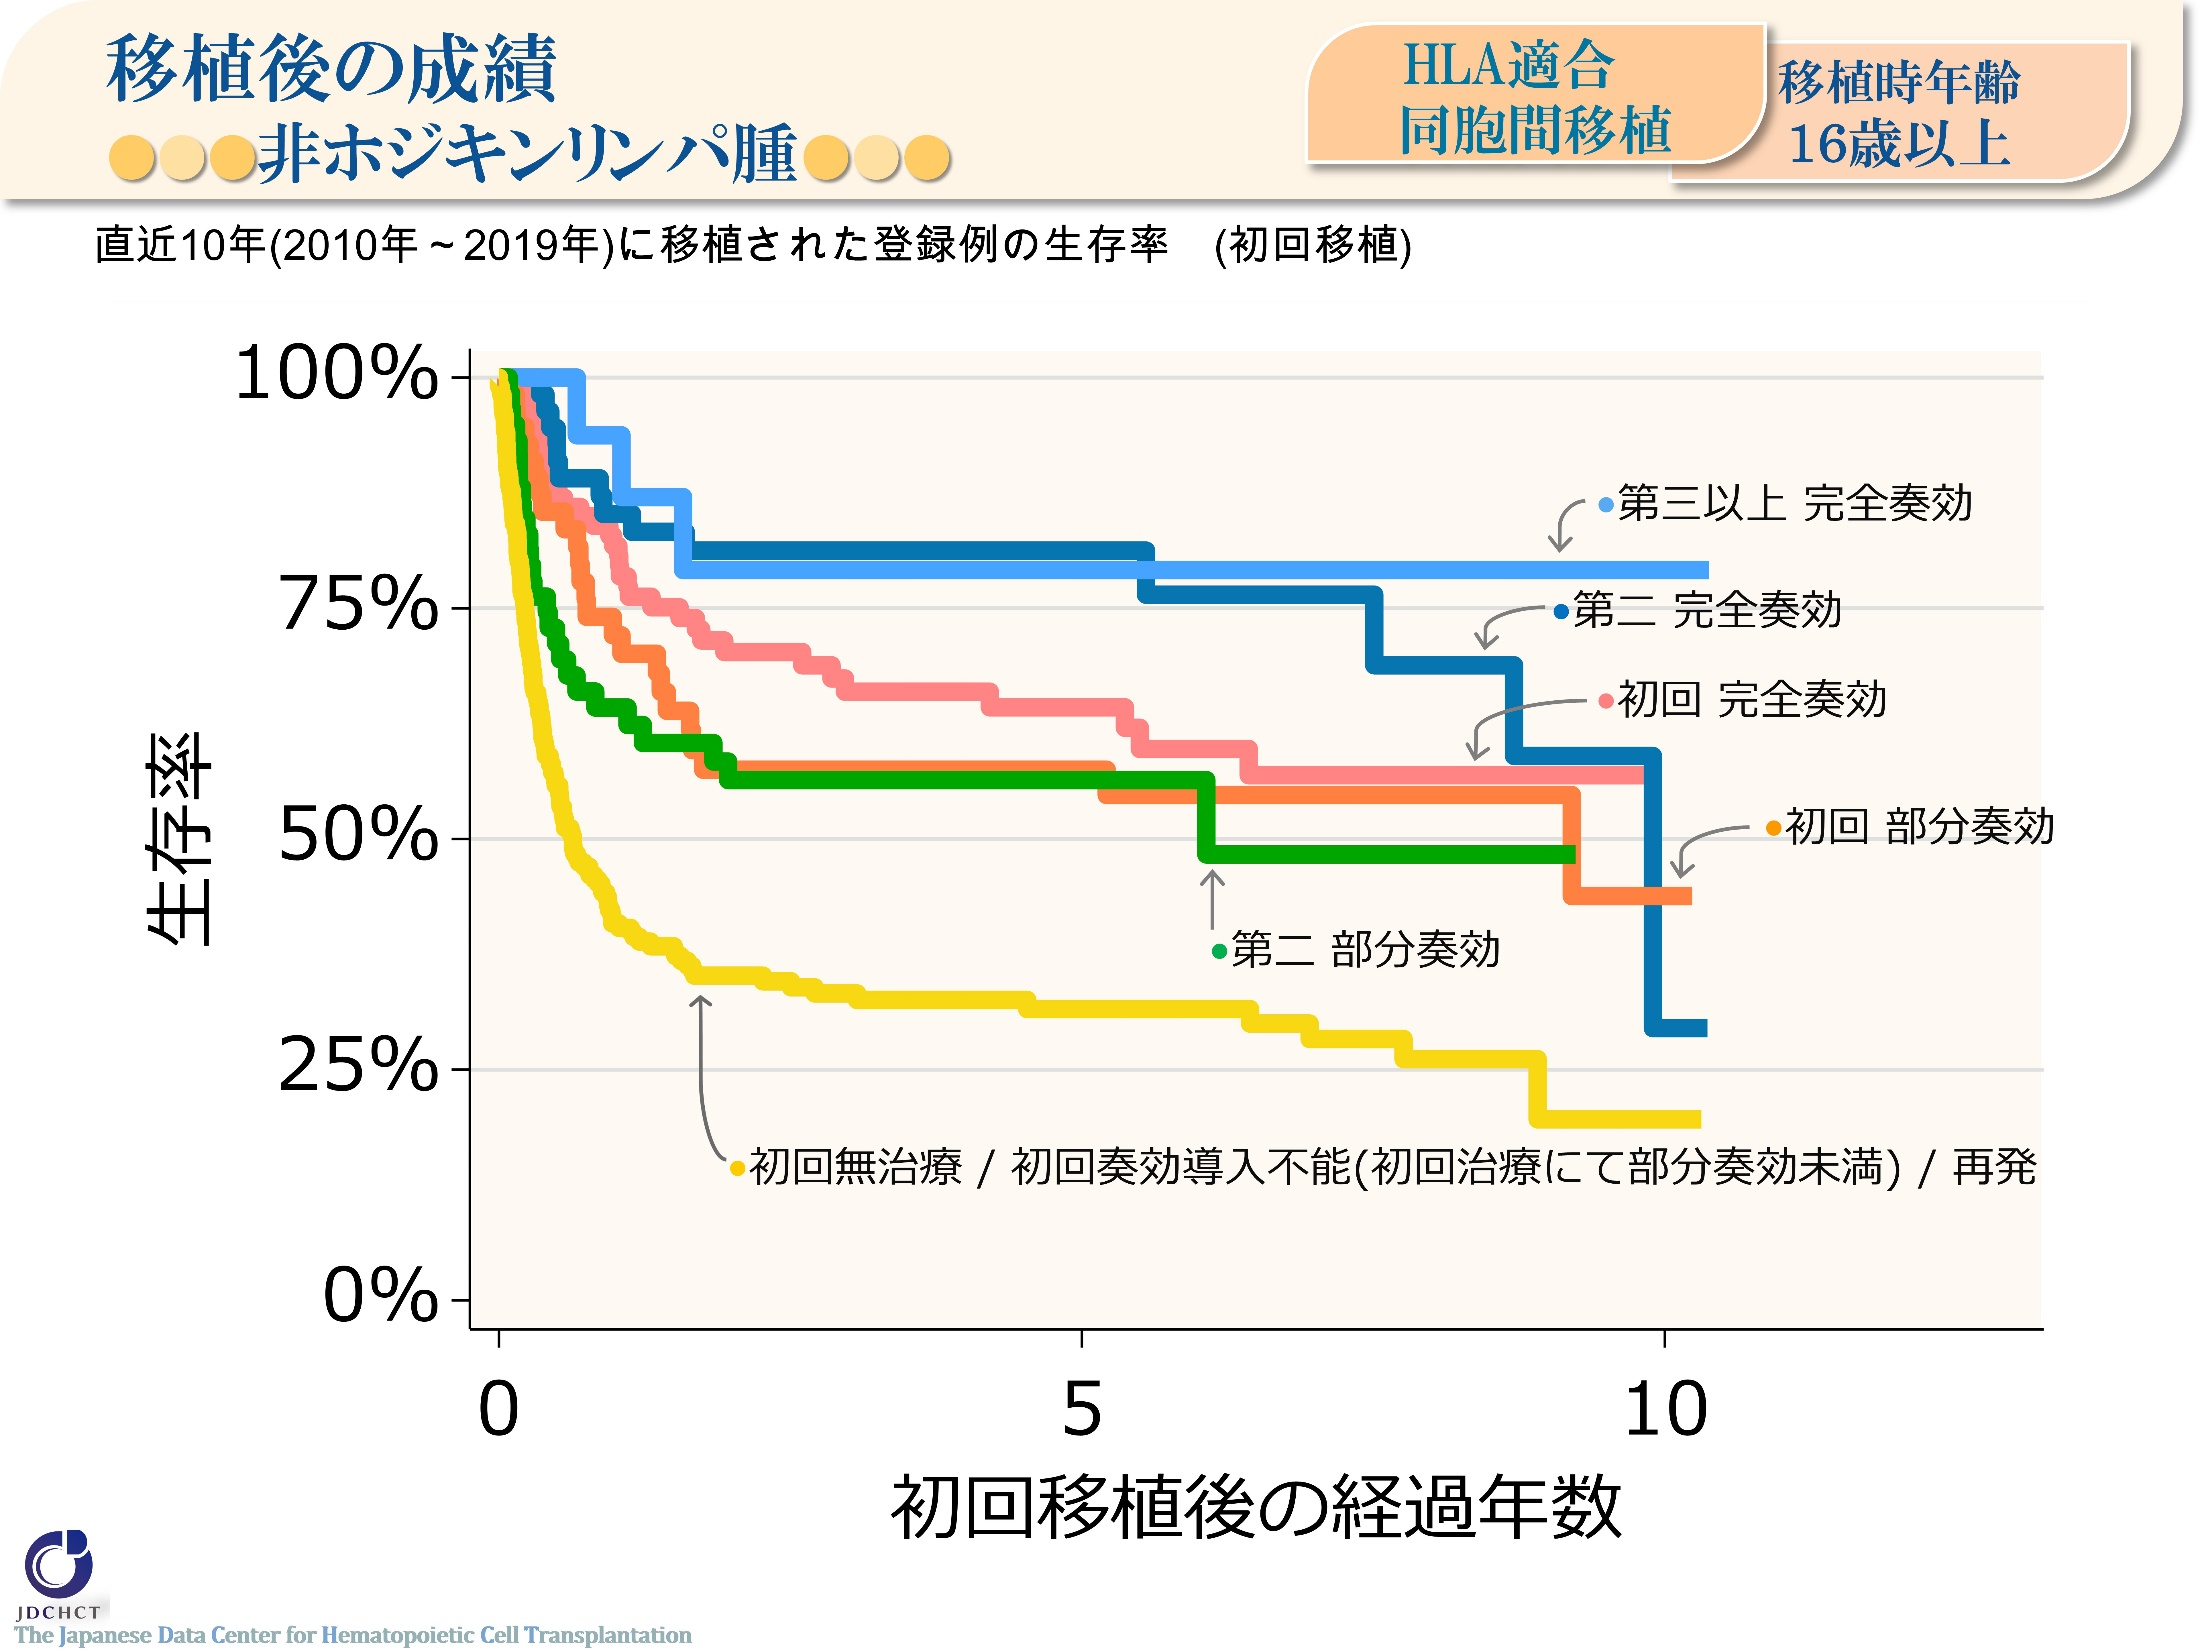 移植後の成績
非ホジキンリンパ腫
HLA適合
同胞間移植
移植時年齢
16歳以上
直近10年(2010年～2019年)に移植された登録例の生存率 (初回移植)
100%
75%
50%
25%
0%
生存率
第三以上 完全奏効
第二 完全奏効
初回 完全奏効
初回 部分奏効
第二 部分奏効
初回無治療 / 初回奏効導入不能(初回治療にて部分奏効未満) / 再発
0
5
10
初回移植後の経過年数
JDCHCT
The Japanese Data Center for Hematopoietic Cell Transplantation